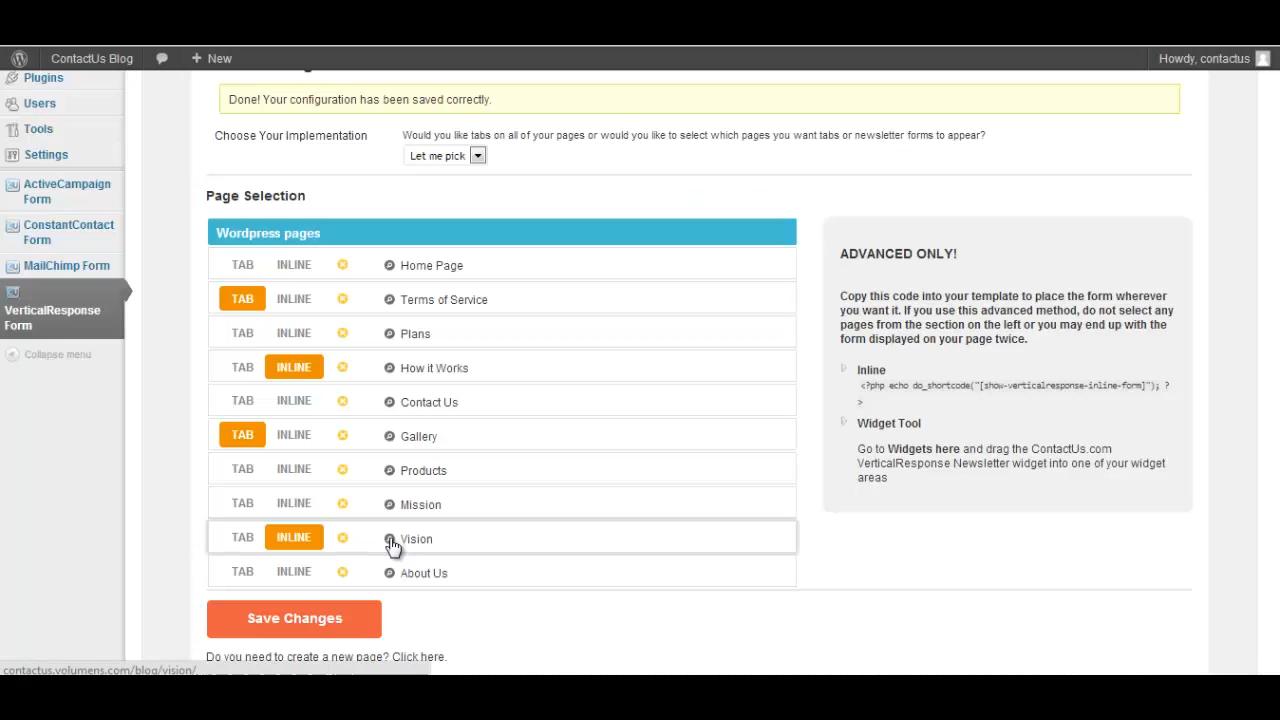 ContactUs Blog
New
Howdy, contactus
Plugins
Users
Tools
Settings
ActiveCampaign
Form
ConstantContact
Form
MailChimp Form
VerticalResponse
Form
Collapse menu
Done! Your configuration has been saved correctly.
Choose Your Implementation
Would you like tabs on all of your pages or would you like to select which pages you want tabs or newsletter forms to appear?
Let me pick
Page Selection
Wordpress pages
TAB INLINE Home Page
TAB INLINE Terms of Service
TAB INLINE Plans
TAB INLINE How it Works
TAB INLINE Contact Us
TAB INLINE Gallery
TAB INLINE Products
TAB INLINE Mission
TAB INLINE Vision
TAB INLINE About Us
Save Changes
Do you need to create a new page? Click here.
ADVANCED ONLY!
Copy this code into your template to place the form wherever
you want it. If you use this advanced method, do not select any
pages from the section on the left or you may end up with the
form displayed on your page twice.
Inline
<?php echo do_shortcode("[show-verticalresponse-inline-form]"); ?
>
Widget Tool
Go to Widgets here and drag the ContactUs.com
VerticalResponse Newsletter widget into one of your widget
areas
contactus.volumens.com/blog/vision/